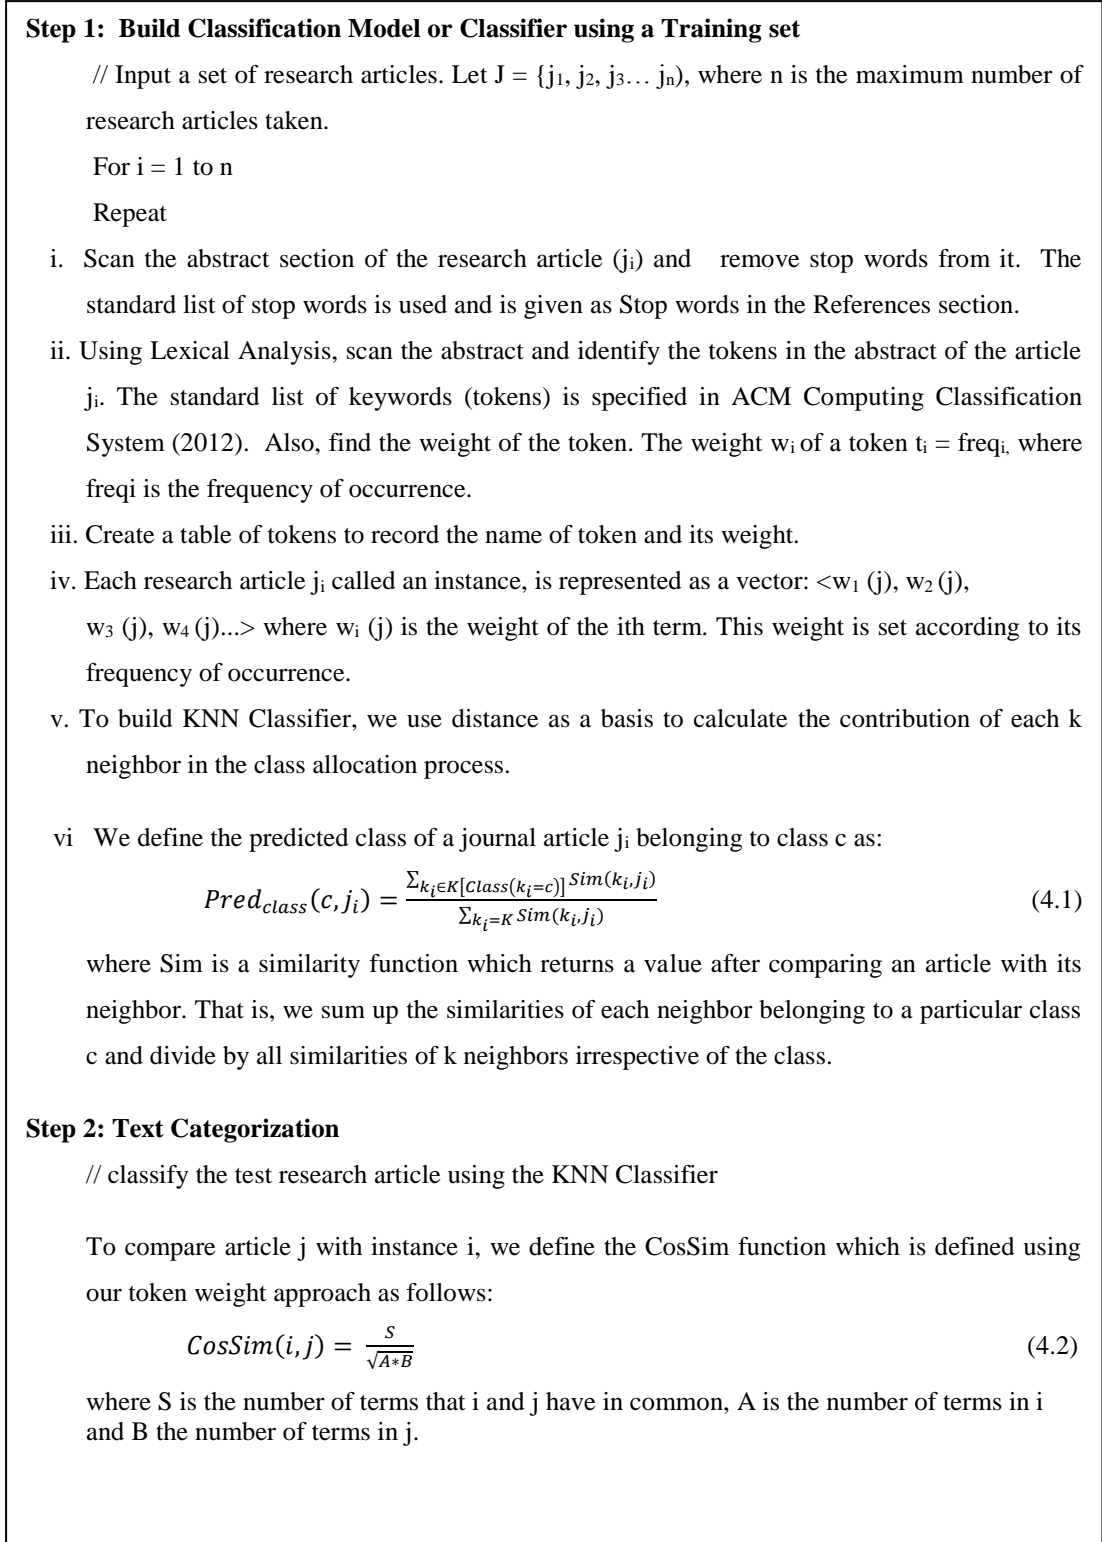 Step 1: Build Classification Model or Classifier using a Training set
// Input a set of research articles. Let J = {j₁, j₂, j₃… jₙ), where n is the maximum number of
research articles taken.
For i = 1 to n
Repeat
i. Scan the abstract section of the research article (jᵢ) and remove stop words from it. The
standard list of stop words is used and is given as Stop words in the References section.
ii. Using Lexical Analysis, scan the abstract and identify the tokens in the abstract of the article
jᵢ. The standard list of keywords (tokens) is specified in ACM Computing Classification
System (2012). Also, find the weight of the token. The weight wᵢ of a token tᵢ = freqᵢ, where
freqi is the frequency of occurrence.
iii. Create a table of tokens to record the name of token and its weight.
iv. Each research article jᵢ called an instance, is represented as a vector: <w₁ (j), w₂ (j),
w₃ (j), w₄ (j)...> where wᵢ (j) is the weight of the ith term. This weight is set according to its
frequency of occurrence.
v. To build KNN Classifier, we use distance as a basis to calculate the contribution of each k
neighbor in the class allocation process.
vi We define the predicted class of a journal article jᵢ belonging to class c as:
Pred_{class}(c, jᵢ) = \frac{∑_{kᵢ∈K[Class(kᵢ=c)]} Sim(kᵢ,jᵢ)}{∑_{kᵢ=K} Sim(kᵢ,jᵢ)} (4.1)
where Sim is a similarity function which returns a value after comparing an article with its
neighbor. That is, we sum up the similarities of each neighbor belonging to a particular class
c and divide by all similarities of k neighbors irrespective of the class.
Step 2: Text Categorization
// classify the test research article using the KNN Classifier
To compare article j with instance i, we define the CosSim function which is defined using
our token weight approach as follows:
CosSim(i, j) = \frac{S}{\sqrt{A*B}} (4.2)
where S is the number of terms that i and j have in common, A is the number of terms in i
and B the number of terms in j.